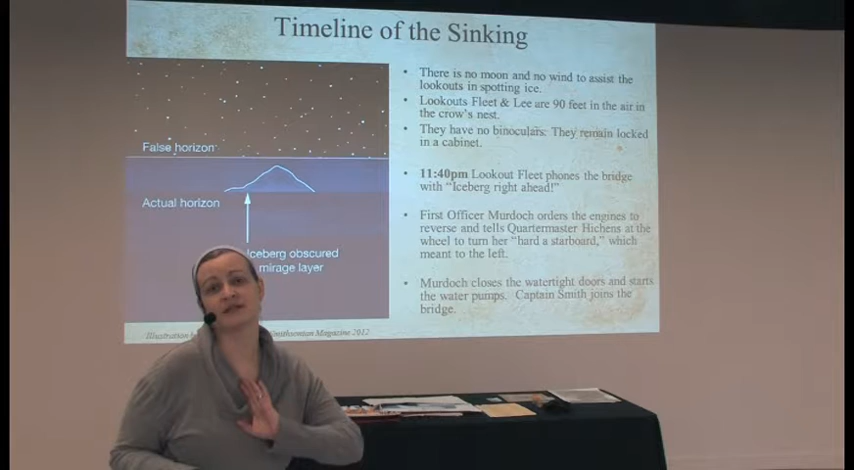 Timeline of the Sinking
False horizon
Actual horizon
Iceberg obscured
mirage layer
Illustration Smithsonian Magazine 2012
• There is no moon and no wind to assist the
lookouts in spotting ice.
• Lookouts Fleet & Lee are 90 feet in the air in
the crow's nest.
• They have no binoculars. They remain locked
in a cabinet.
• 11:40pm Lookout Fleet phones the bridge
with "Iceberg right ahead!"
• First Officer Murdoch orders the engines to
reverse and tells Quartermaster Hichens at the
wheel to turn her "hard a starboard," which
meant to the left.
• Murdoch closes the watertight doors and starts
the water pumps. Captain Smith joins the
bridge.